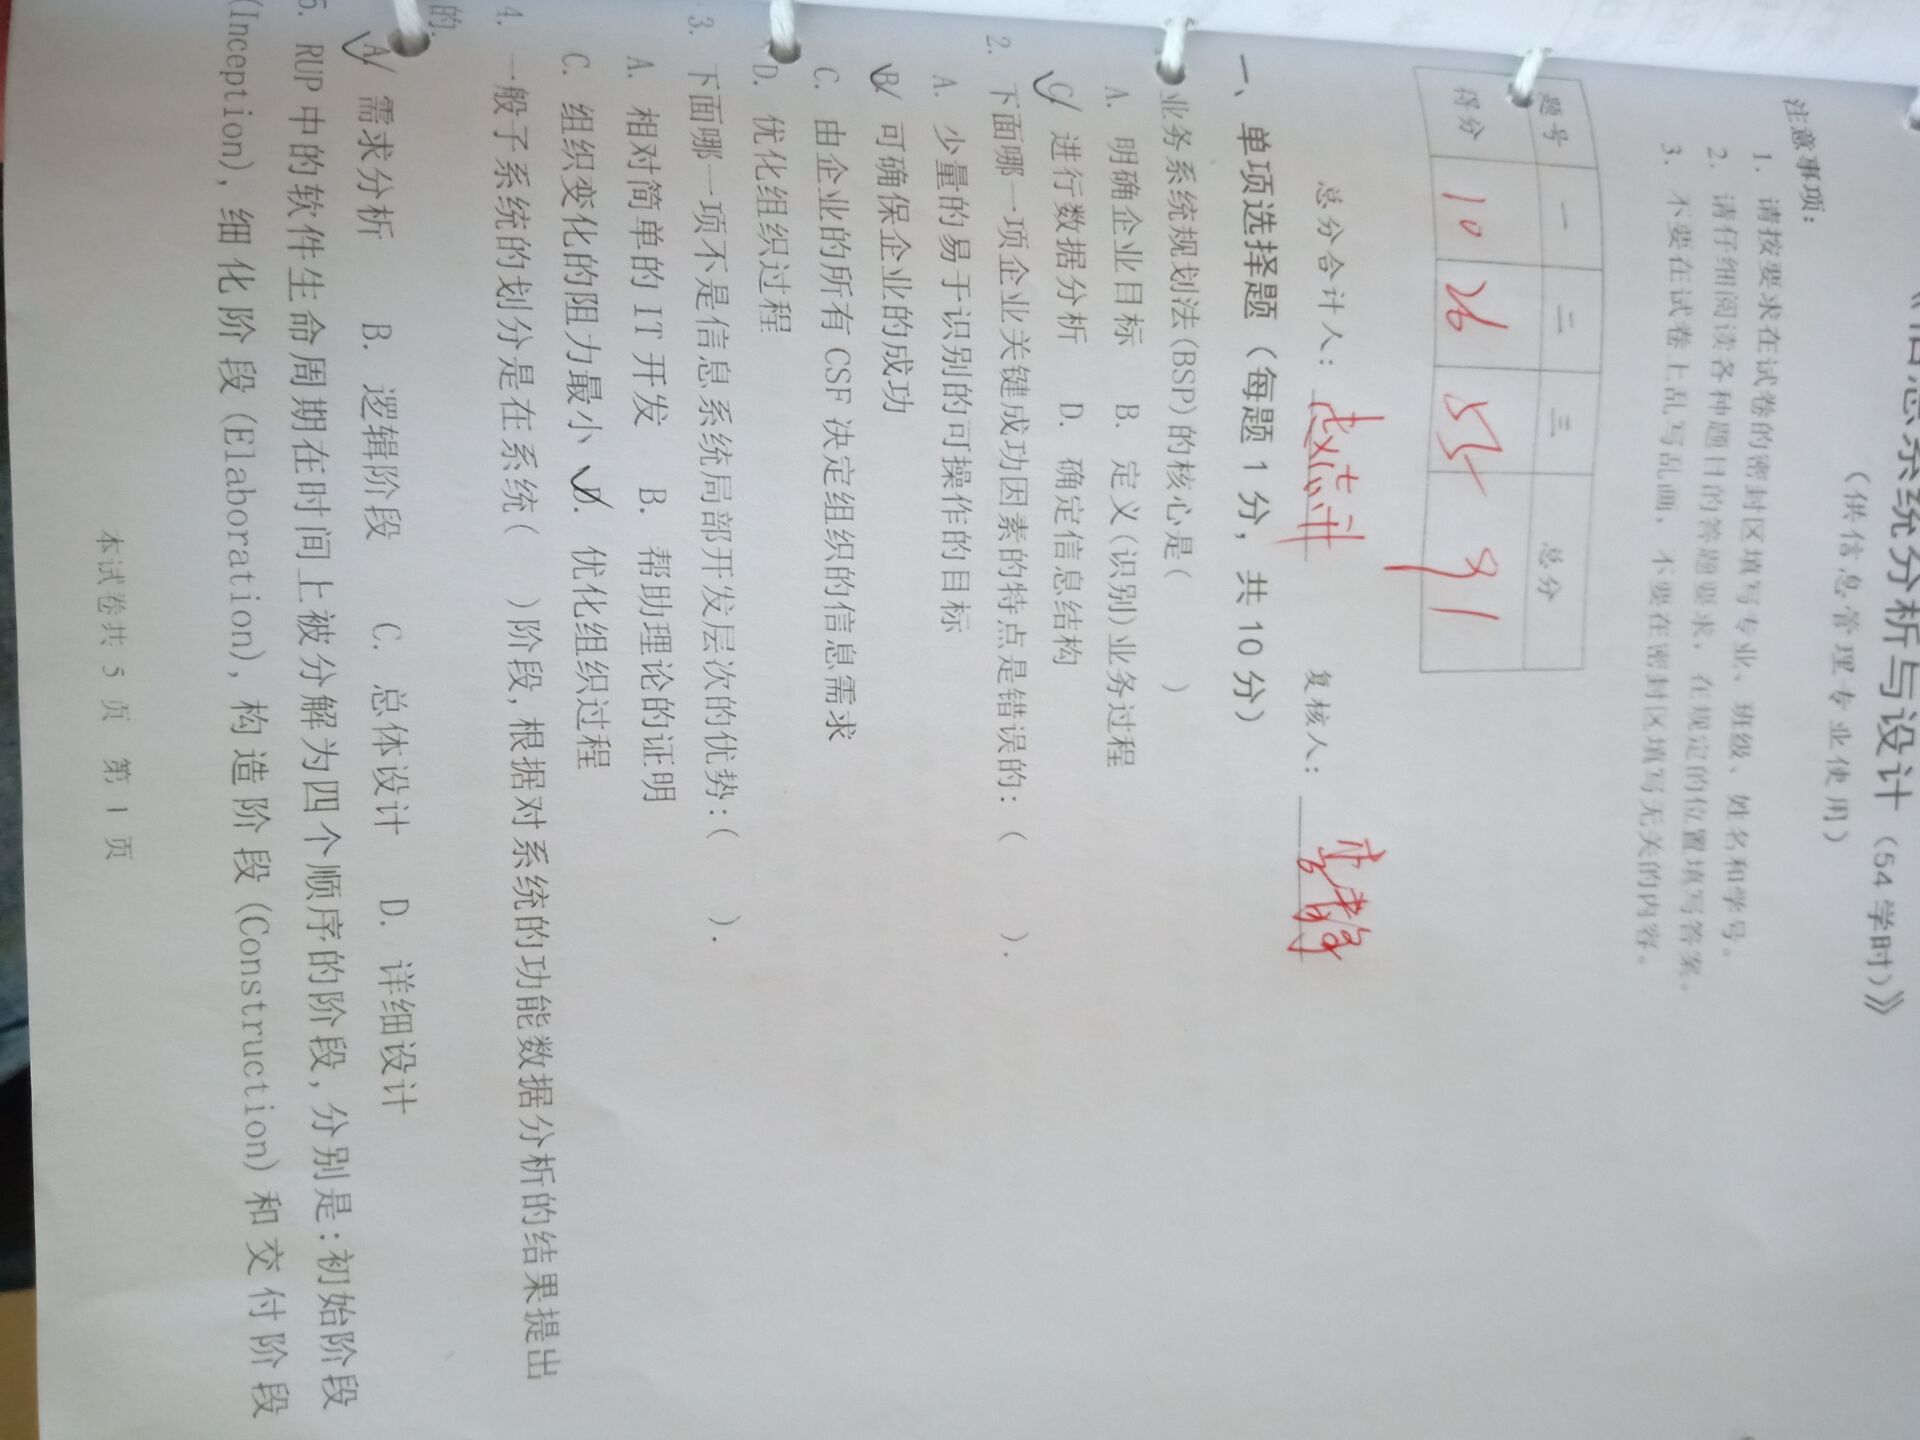 息系统分析与设计（54学时）》
（供信息管理专业使用）
注意事项：
1. 请按要求在试卷的密封区填写专业、班级、姓名和学号。
2. 请仔细阅读各种题目的答题要求，在规定的位置填写答案。
3. 不要在试卷上乱写乱画，不要在密封区填写无关的内容。
题号 一 二 三 总分
得分 10 26 55 91
总分合计人： 复核人：
一、单项选择题（每题 1 分，共 10 分）
业务系统规划法(BSP)的核心是( )
A. 明确企业目标 B. 定义(识别)业务过程
C 进行数据分析 D. 确定信息结构
2. 下面哪一项企业关键成功因素的特点是错误的：( ).
A. 少量的易于识别的可操作的目标
B 可确保企业的成功
C. 由企业的所有 CSF 决定组织的信息需求
D. 优化组织过程
3. 下面哪一项不是信息系统局部开发层次的优势：( ).
A. 相对简单的 IT 开发 B. 帮助理论的证明
C. 组织变化的阻力最小 D. 优化组织过程
4. 一般子系统的划分是在系统( )阶段，根据对系统的功能数据分析的结果提出
的.
A 需求分析 B. 逻辑阶段 C. 总体设计 D. 详细设计
5. RUP 中的软件生命周期在时间上被分解为四个顺序的阶段，分别是：初始阶段
(Inception)，细化阶段(Elaboration)，构造阶段(Construction)和交付阶段
本试卷共 5 页 第 1 页